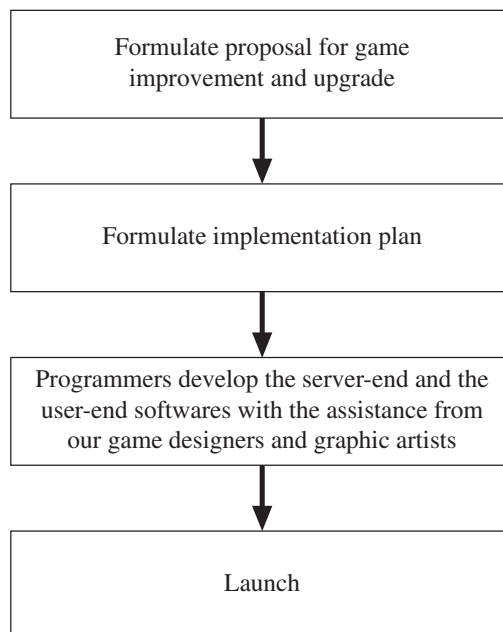 Formulate proposal for game
improvement and upgrade
Formulate implementation plan
Programmers develop the server-end and the
user-end softwares with the assistance from
our game designers and graphic artists
Launch